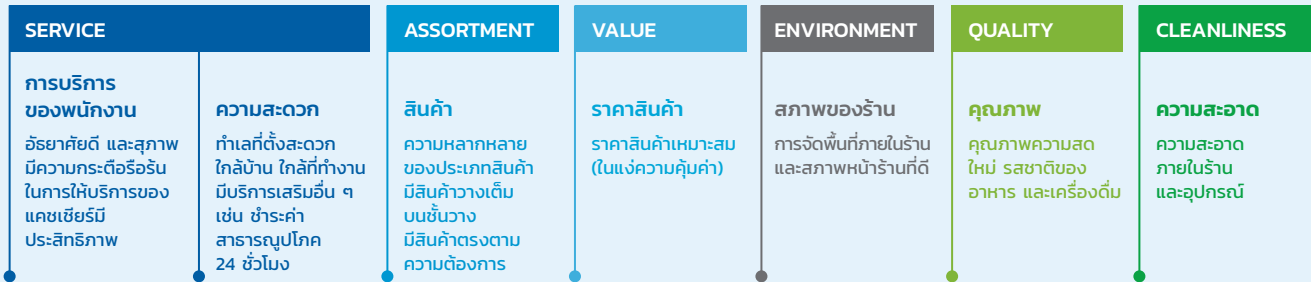 SERVICE
ASSORTMENT
VALUE
ENVIRONMENT
QUALITY
CLEANLINESS
การบริการ
ของพนักงาน
อัธยาศัยดี และสุภาพ
มีความกระตือรือร้น
ในการให้บริการของ
แคชเชียร์มี
ประสิทธิภาพ
ความสะดวก
ทำเลที่ตั้งสะดวก
ใกล้บ้าน ใกล้ที่ทำงาน
มีบริการเสริมอื่น ๆ
เช่น ชำระค่า
สาธารณูปโภค
24 ชั่วโมง
สินค้า
ความหลากหลาย
ของประเภทสินค้า
มีสินค้าวางเต็ม
บนชั้นวาง
มีสินค้าตรงตาม
ความต้องการ
ราคาสินค้า
ราคาสินค้าเหมาะสม
(ในแง่ความคุ้มค่า)
สภาพของร้าน
การจัดพื้นที่ภายในร้าน
และสภาพหน้าร้านที่ดี
คุณภาพ
คุณภาพความสด
ใหม่ รสชาติของ
อาหาร และเครื่องดื่ม
ความสะอาด
ความสะอาด
ภายในร้าน
และอุปกรณ์